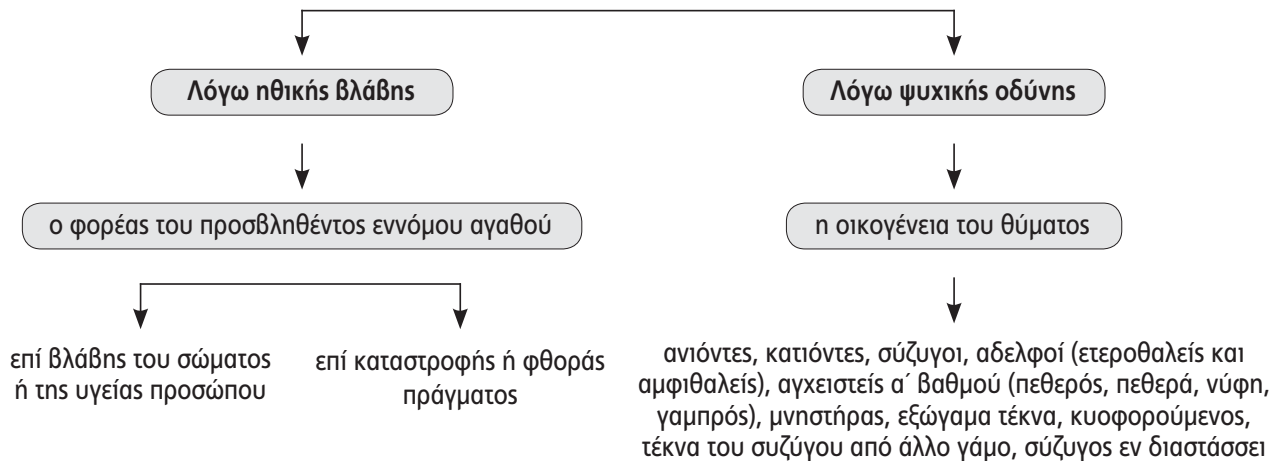 Λόγω ηθικής βλάβης
Λόγω ψυχικής οδύνης
ο φορέας του προσβληθέντος εννόμου αγαθού
η οικογένεια του θύματος
επί βλάβης του σώματος
ή της υγείας προσώπου
επί καταστροφής ή φθοράς
πράγματος
ανιόντες, κατιόντες, σύζυγοι, αδελφοί (ετεροθαλείς και
αμφιθαλείς), αγχειστείς α΄ βαθμού (πεθερός, πεθερά, νύφη,
γαμπρός), μνηστήρας, εξώγαμα τέκνα, κυοφορούμενος,
τέκνα του συζύγου από άλλο γάμο, σύζυγος εν διαστάσσει